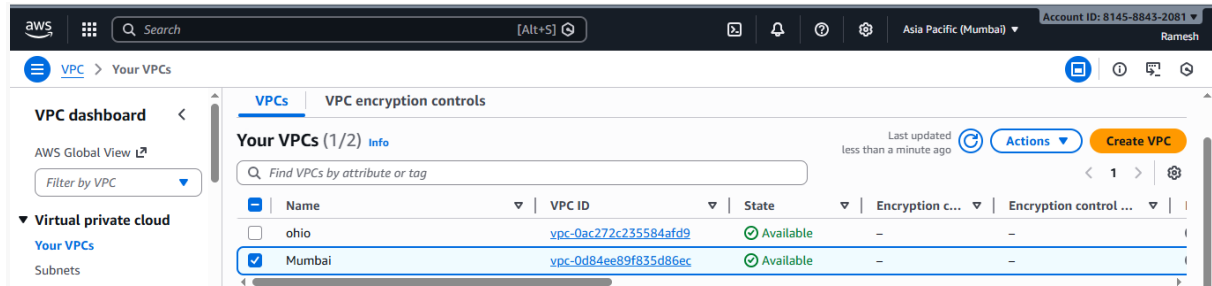 aws
Search [Alt+S] Asia Pacific (Mumbai) ▼
Account ID: 8145-8843-2081 ▼
Ramesh
VPC > Your VPCs
VPC dashboard
AWS Global View
Filter by VPC
Virtual private cloud
Your VPCs
Subnets
VPCs VPC encryption controls
Your VPCs (1/2) Info
Last updated
less than a minute ago
Actions Create VPC
Find VPCs by attribute or tag
< 1 >
Name VPC ID State Encryption c... Encryption control ...
ohio vpc-0ac272c235584afd9 Available – –
Mumbai vpc-0d84ee89f835d86ec Available – –